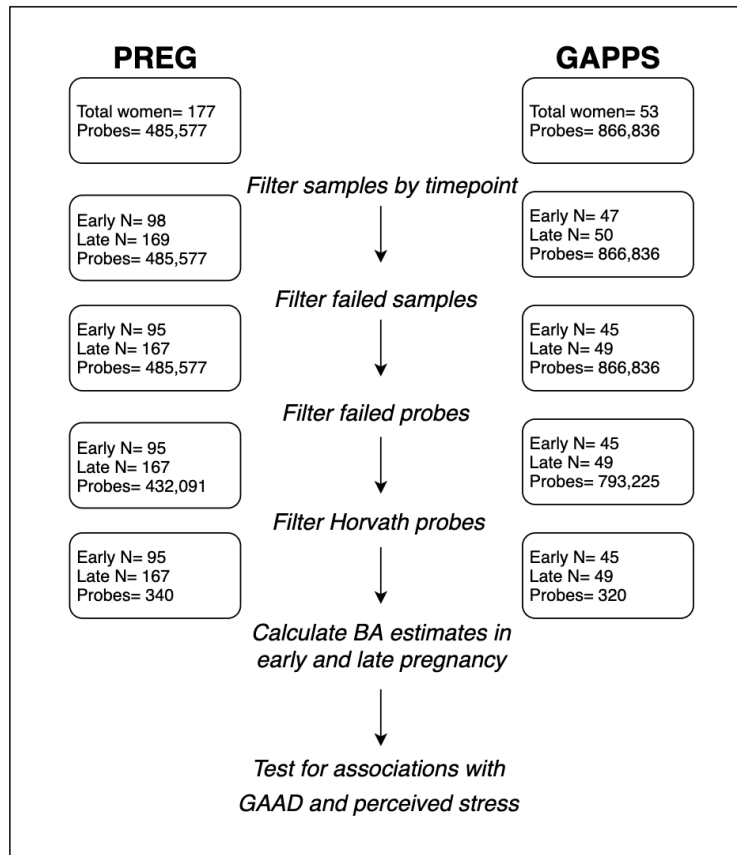 PREG
GAPPS
Total women= 177
Probes= 485,577
Total women= 53
Probes= 866,836
Filter samples by timepoint
Early N= 98
Late N= 169
Probes= 485,577
Early N= 47
Late N= 50
Probes= 866,836
Filter failed samples
Early N= 95
Late N= 167
Probes= 485,577
Early N= 45
Late N= 49
Probes= 866,836
Filter failed probes
Early N= 95
Late N= 167
Probes= 432,091
Early N= 45
Late N= 49
Probes= 793,225
Filter Horvath probes
Early N= 95
Late N= 167
Probes= 340
Early N= 45
Late N= 49
Probes= 320
Calculate BA estimates in
early and late pregnancy
Test for associations with
GAAD and perceived stress